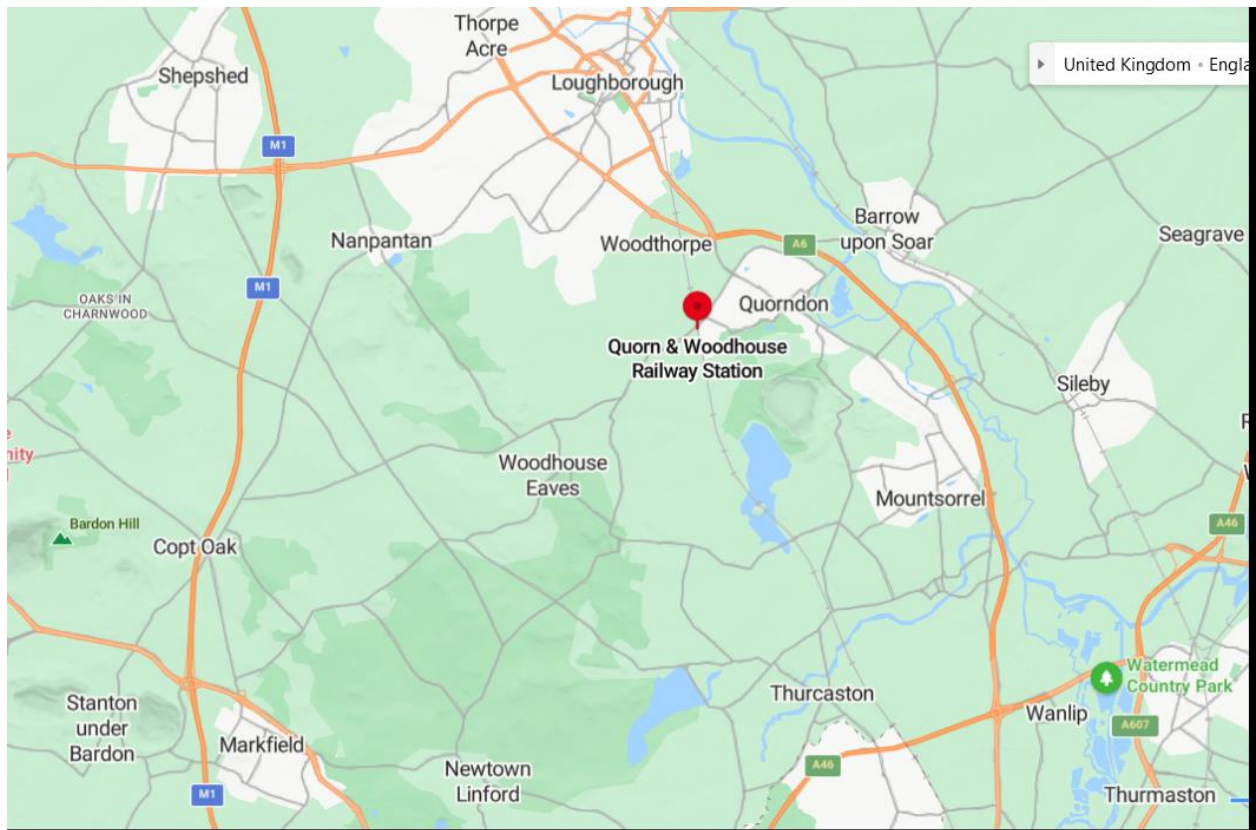 Thorpe
Acre
Shepshed
Loughborough
United Kingdom • Engla
M1
Barrow
upon Soar
Nanpantan
Woodthorpe
A6
Seagrave
M1
OAKS IN
CHARNWOOD
Quorndon
Quorn & Woodhouse
Railway Station
Sileby
nity
Woodhouse
Eaves
Mountsorrel
Bardon Hill
A46
Copt Oak
Watermead
Country Park
Thurcaston
Stanton
under
Bardon
Wanlip
A607
Markfield
A46
Newtown
Linford
M1
Thurmaston